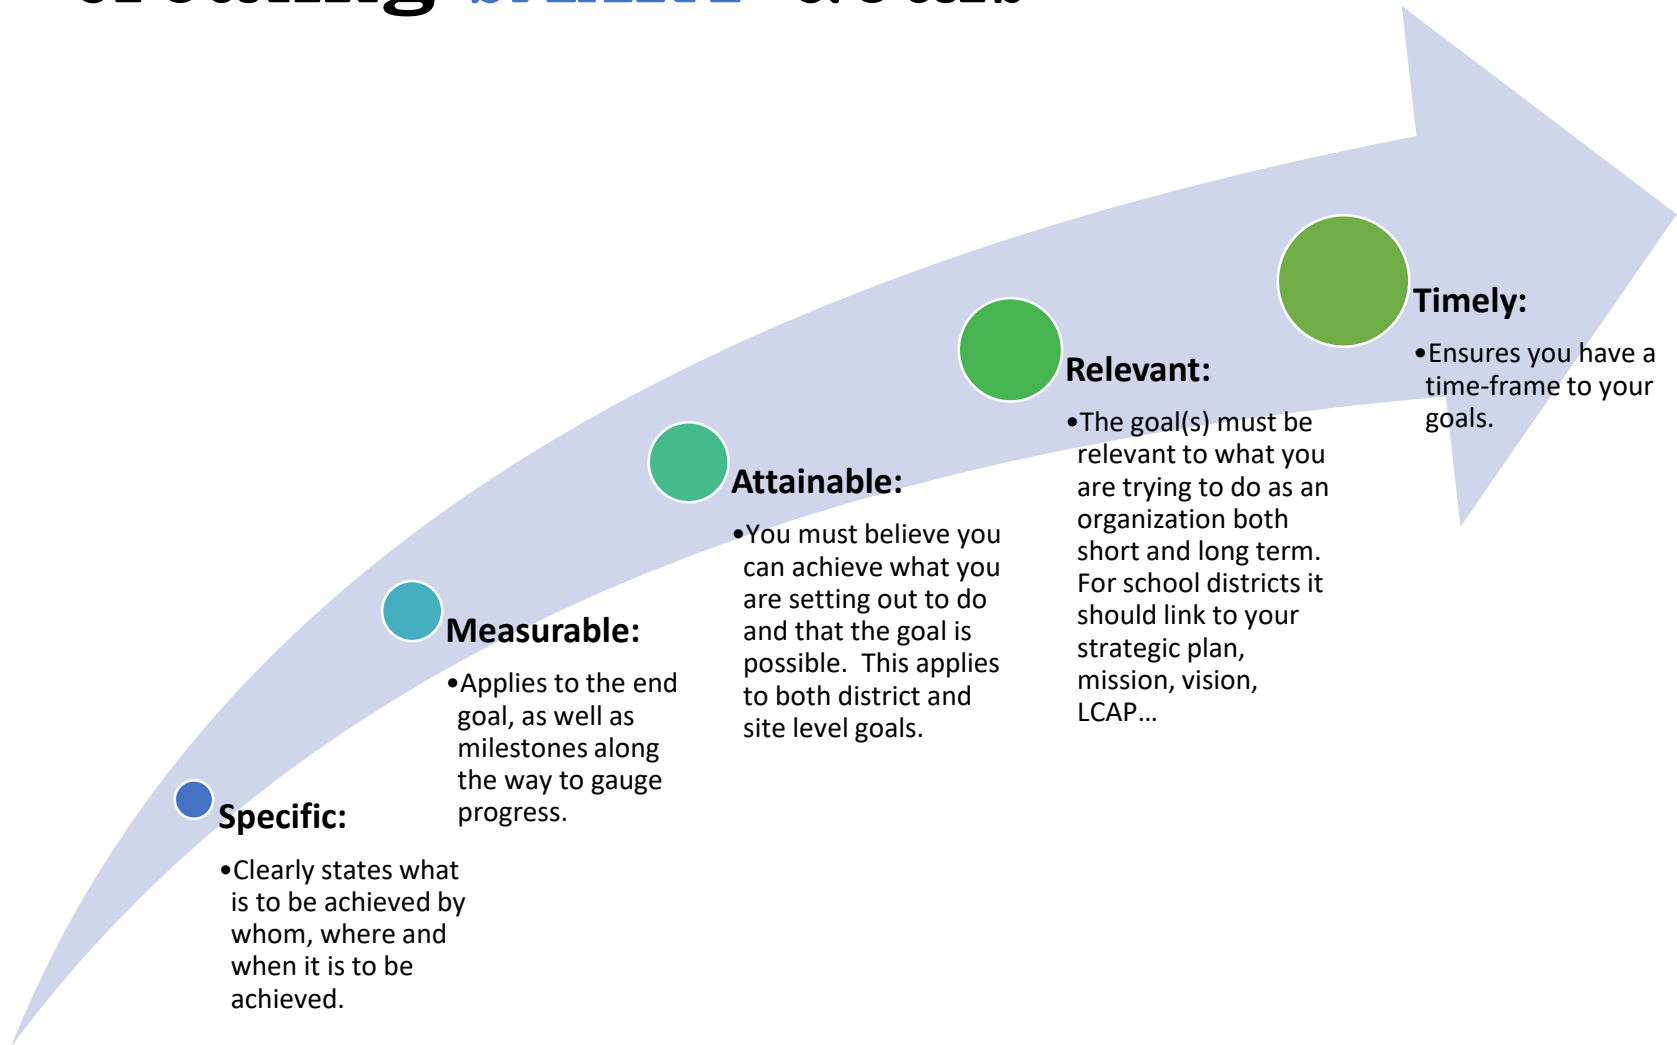 Specific:
•Clearly states what
is to be achieved by
whom, where and
when it is to be
achieved.
Measurable:
•Applies to the end
goal, as well as
milestones along
the way to gauge
progress.
Attainable:
•You must believe you
can achieve what you
are setting out to do
and that the goal is
possible.  This applies
to both district and
site level goals.
Relevant:
•The goal(s) must be
relevant to what you
are trying to do as an
organization both
short and long term.
For school districts it
should link to your
strategic plan,
mission, vision,
LCAP…
Timely:
•Ensures you have a
time-frame to your
goals.